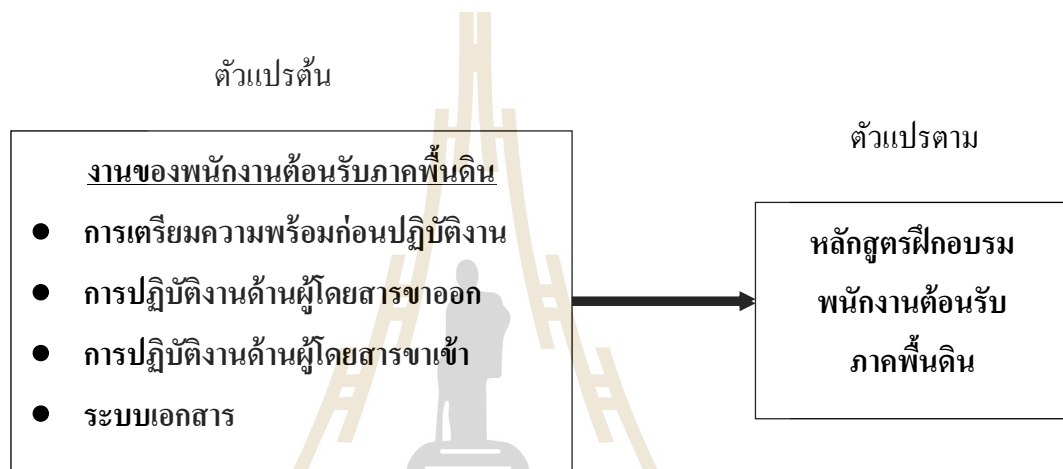 ตัวแปรต้น
งานของพนักงานต้อนรับภาคพื้นดิน
● การเตรียมความพร้อมก่อนปฏิบัติงาน
● การปฏิบัติงานด้านผู้โดยสารขาออก
● การปฏิบัติงานด้านผู้โดยสารขาเข้า
● ระบบเอกสาร
ตัวแปรตาม
หลักสูตรฝึกอบรม
พนักงานต้อนรับ
ภาคพื้นดิน